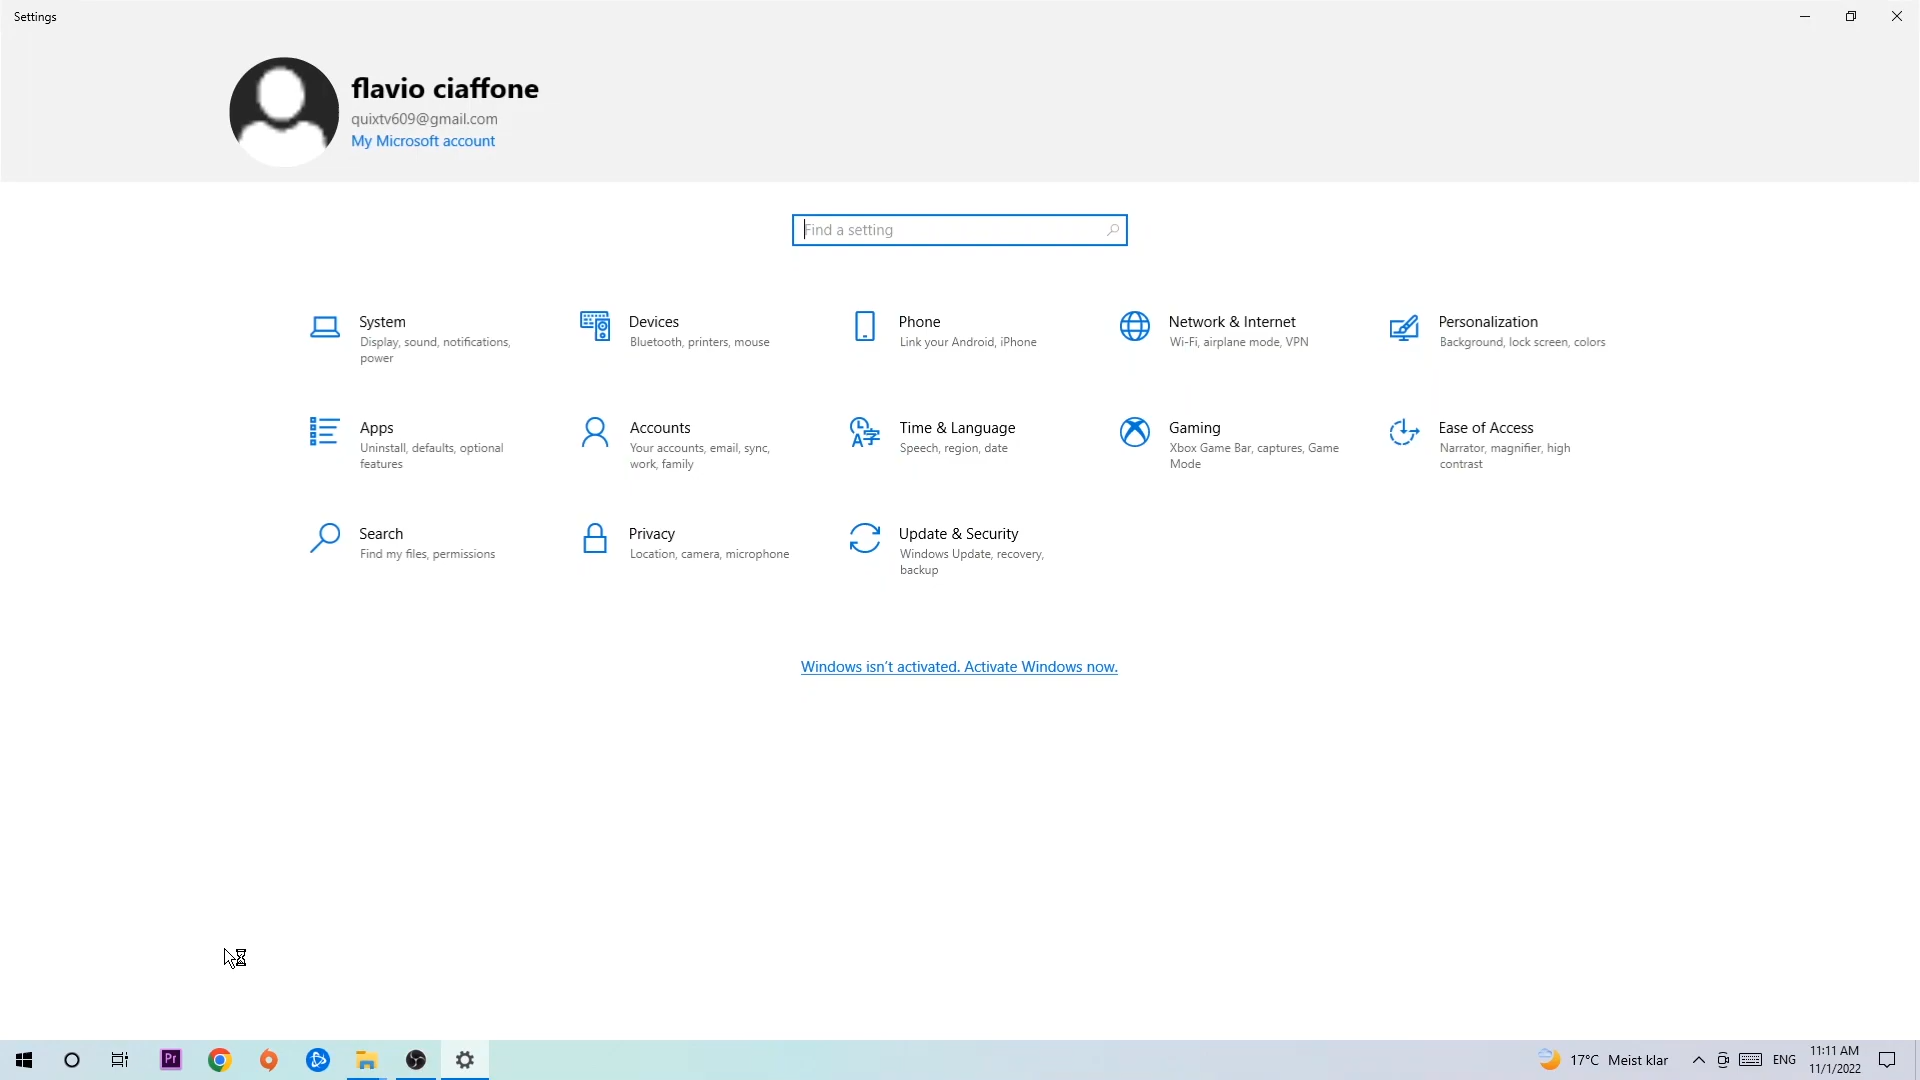 Settings
flavio ciaffone
quixtv609@gmail.com
My Microsoft account
Find a setting
System
Display, sound, notifications,
power
Devices
Bluetooth, printers, mouse
Phone
Link your Android, iPhone
Network & Internet
Wi-Fi, airplane mode, VPN
Personalization
Background, lock screen, colors
Apps
Uninstall, defaults, optional
features
Accounts
Your accounts, email, sync,
work, family
Time & Language
Speech, region, date
Gaming
Xbox Game Bar, captures, Game
Mode
Ease of Access
Narrator, magnifier, high
contrast
Search
Find my files, permissions
Privacy
Location, camera, microphone
Update & Security
Windows Update, recovery,
backup
Windows isn’t activated. Activate Windows now.
Pr
17°C Meist klar
ENG
11:11 AM
11/1/2022